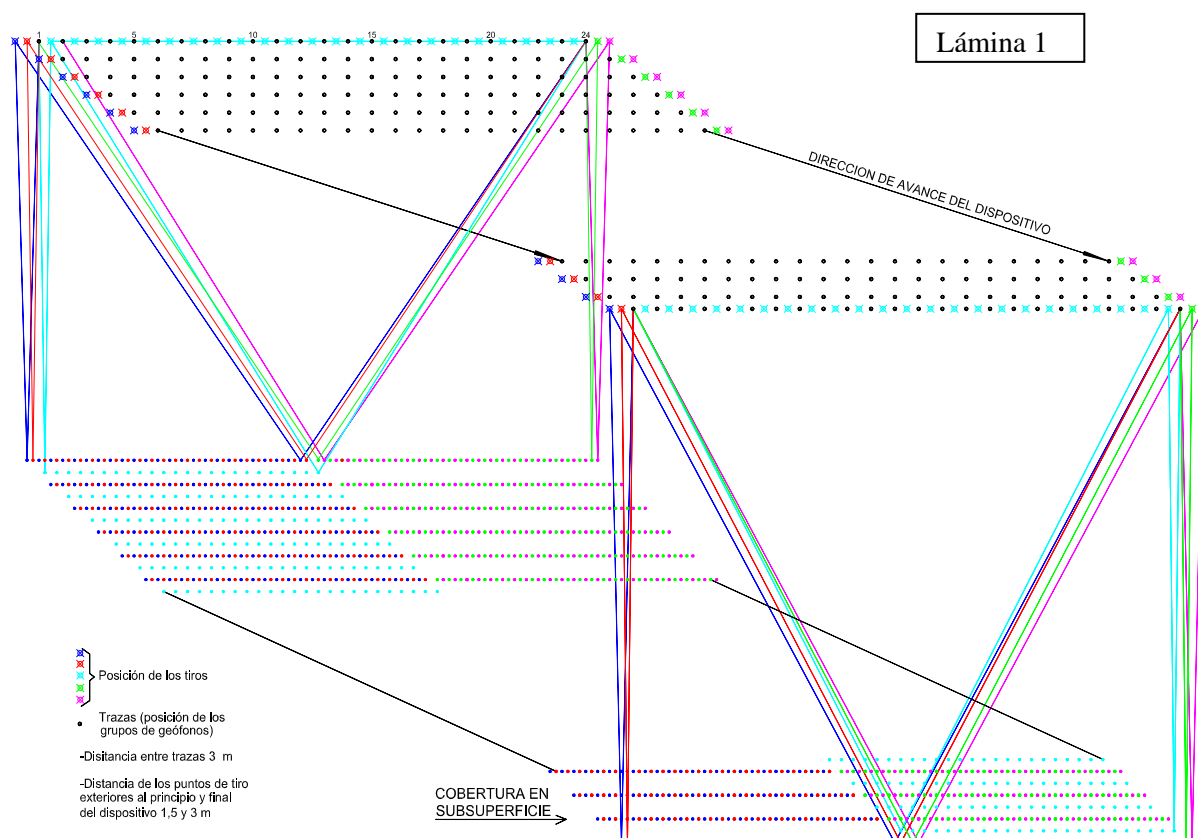 Lámina 1
1 5 10 15 20 24
DIRECCION DE AVANCE DEL DISPOSITIVO
Posición de los tiros
Trazas (posición de los
grupos de geófonos)
-Disitancia entre trazas 3 m
-Distancia de los puntos de tiro
exteriores al principio y final
del dispositivo 1,5 y 3 m
COBERTURA EN
SUBSUPERFICIE